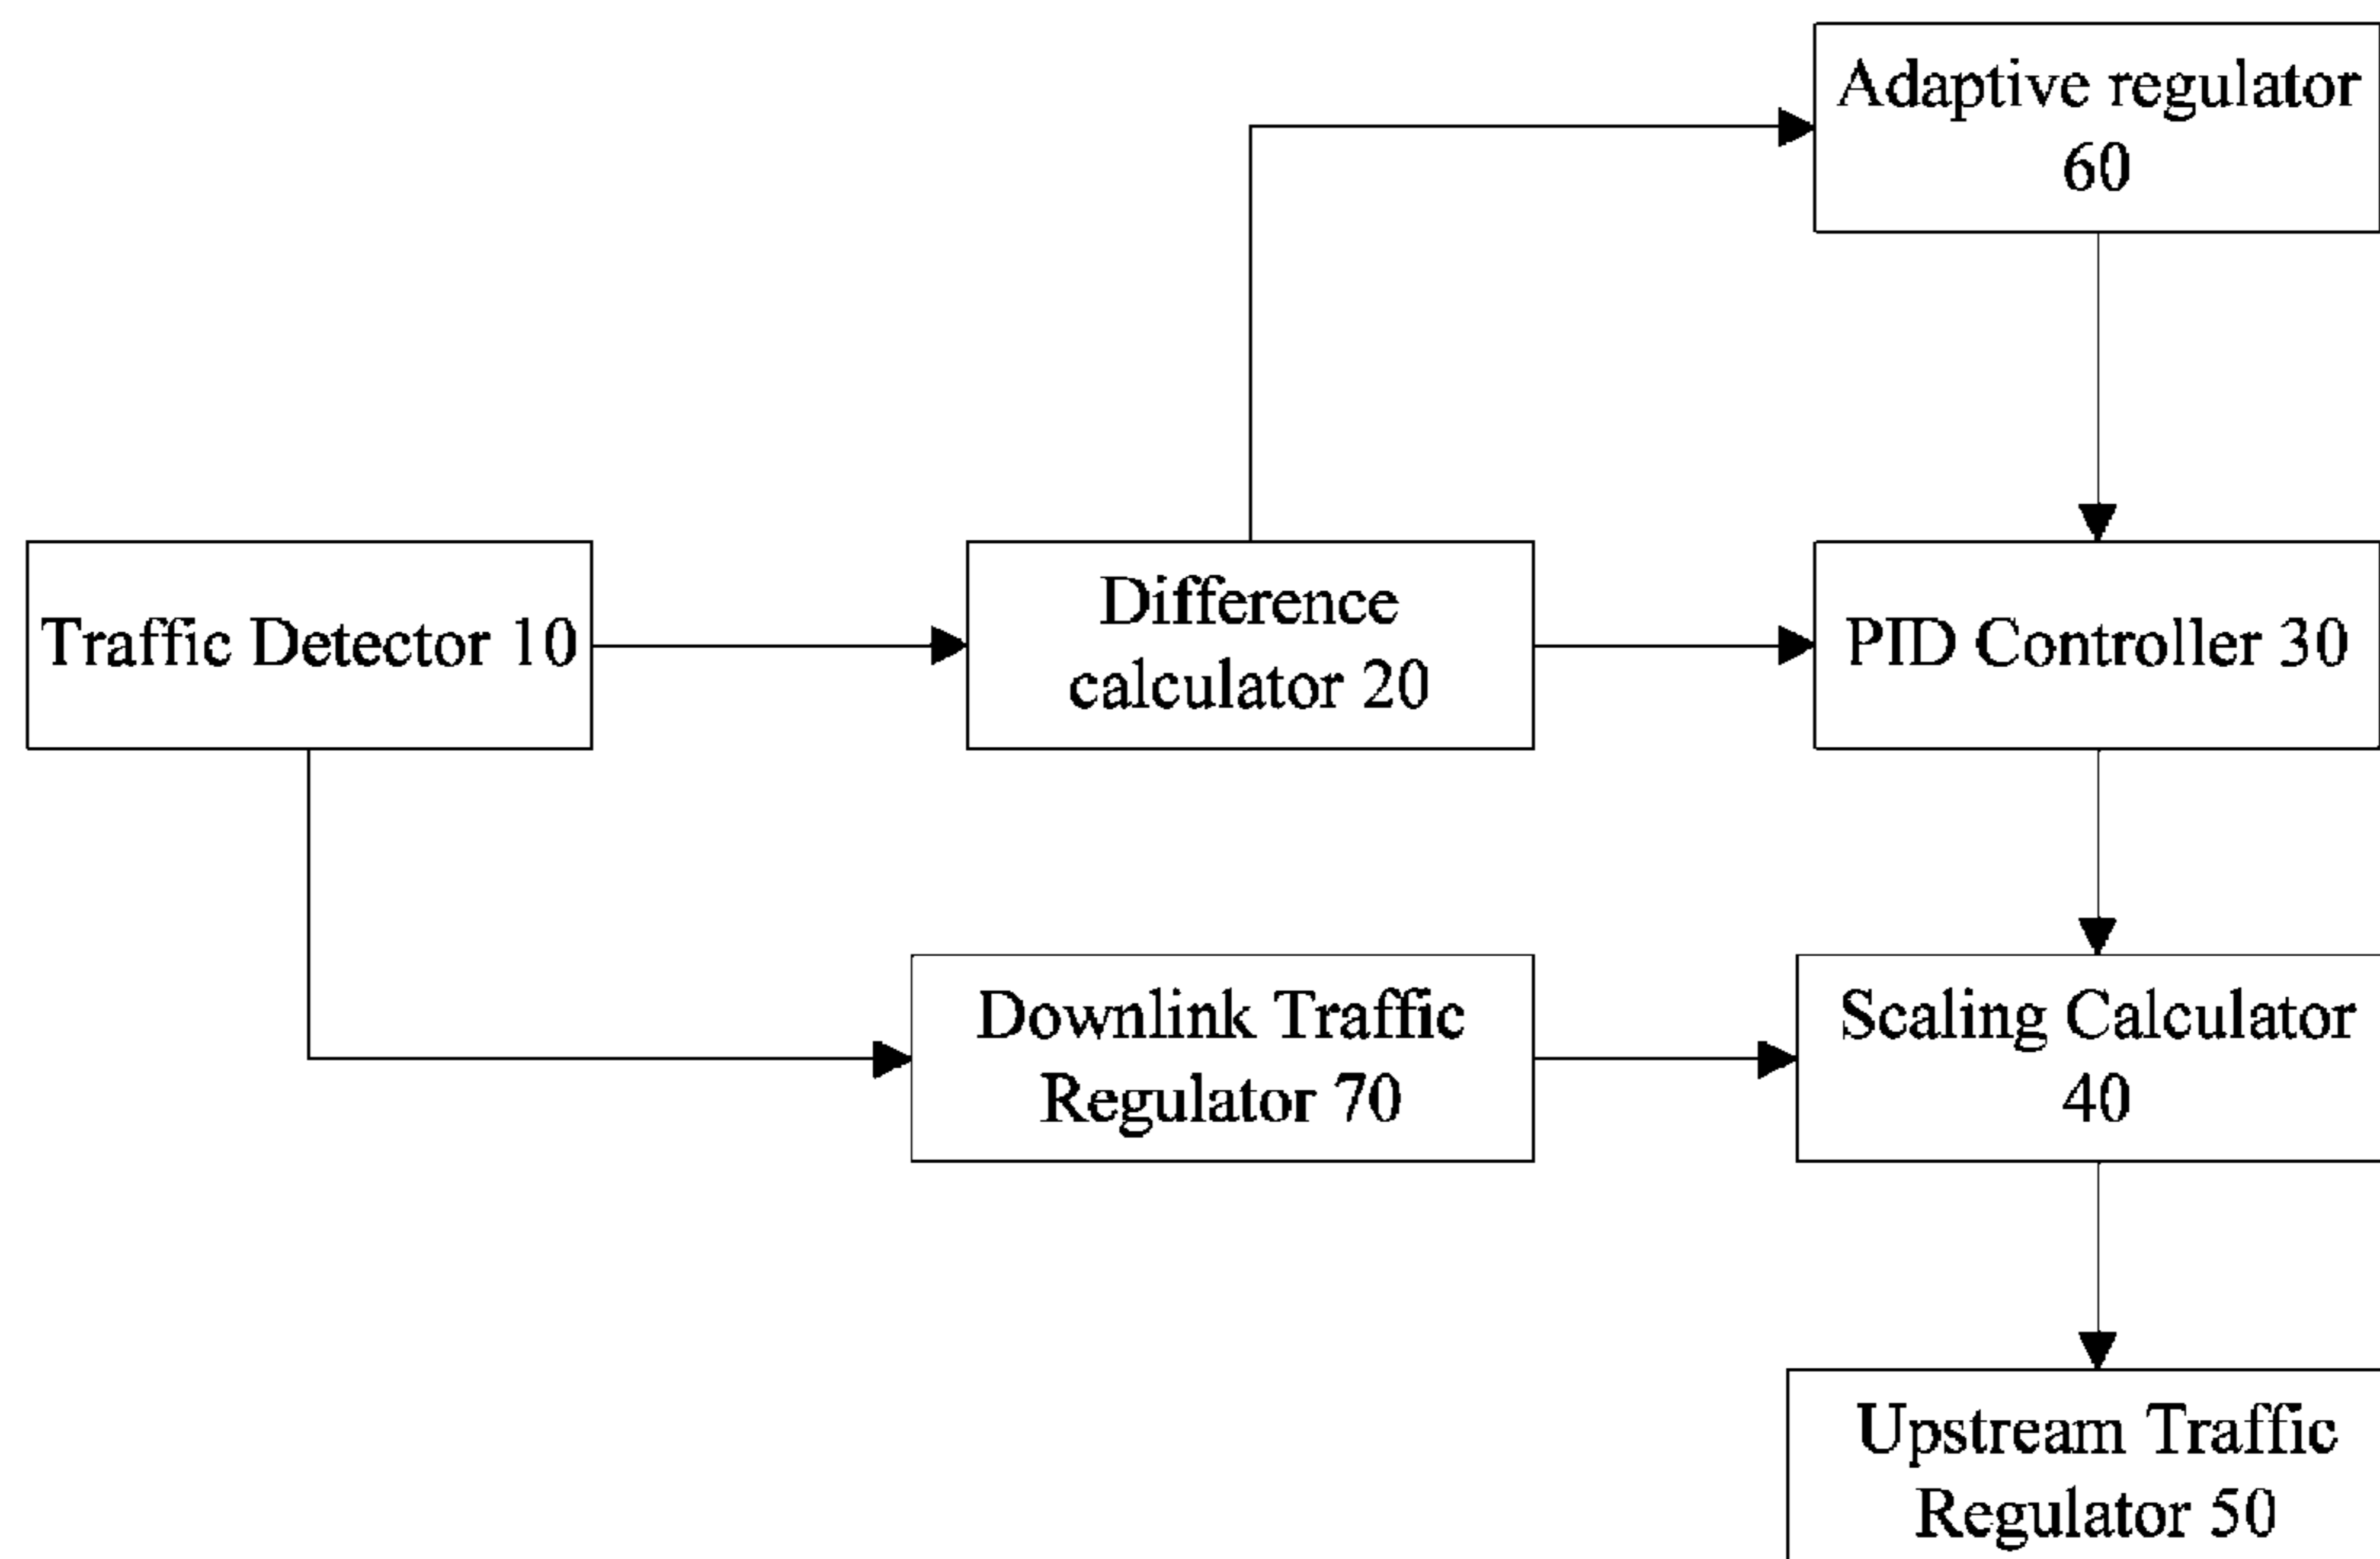 Adaptive regulator
60
Traffic Detector 10
Difference
calculator 20
PID Controller 30
Downlink Traffic
Regulator 70
Scaling Calculator
40
Upstream Traffic
Regulator 50